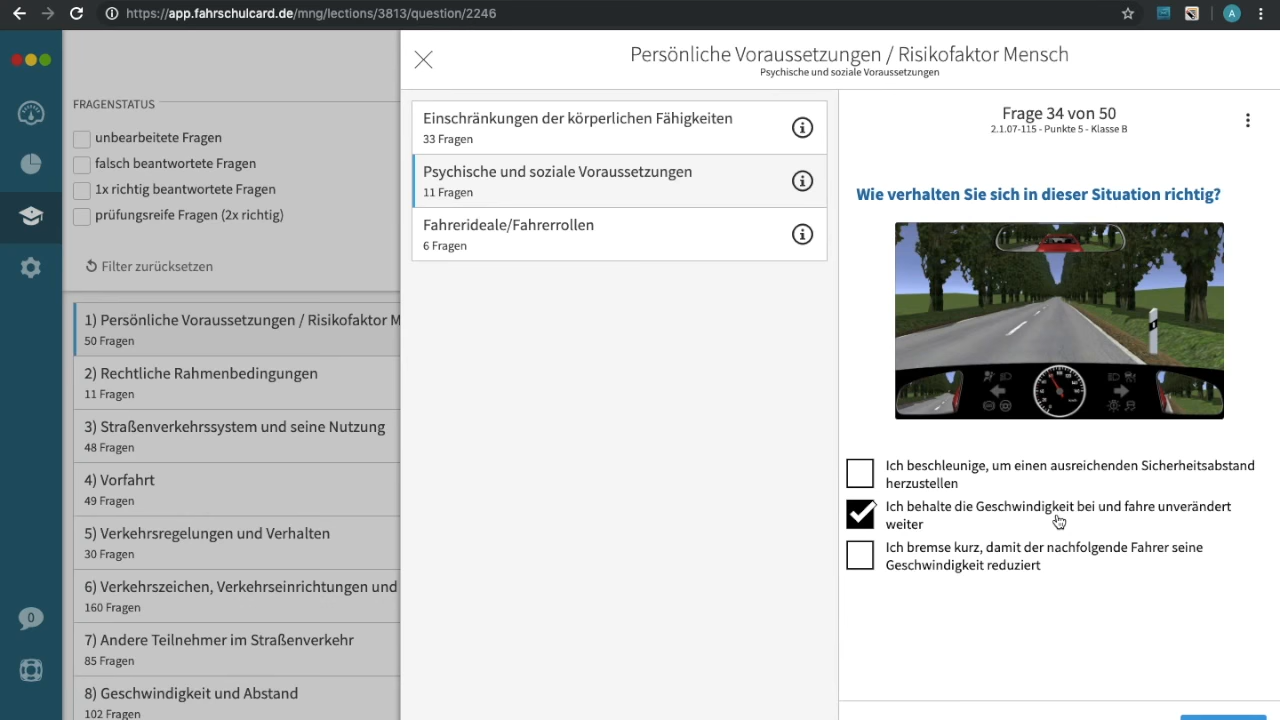 https://app.fahrschulcard.de/mng/lections/3813/question/2246
A
FRAGENSTATUS
unbearbeitete Fragen
falsch beantwortete Fragen
1x richtig beantwortete Fragen
prüfungsreife Fragen (2x richtig)
Filter zurücksetzen
1) Persönliche Voraussetzungen / Risikofaktor M
50 Fragen
2) Rechtliche Rahmenbedingungen
11 Fragen
3) Straßenverkehrssystem und seine Nutzung
48 Fragen
4) Vorfahrt
49 Fragen
5) Verkehrsregelungen und Verhalten
30 Fragen
6) Verkehrszeichen, Verkehrseinrichtungen und
160 Fragen
7) Andere Teilnehmer im Straßenverkehr
85 Fragen
8) Geschwindigkeit und Abstand
102 Fragen
0
Persönliche Voraussetzungen / Risikofaktor Mensch
Psychische und soziale Voraussetzungen
Einschränkungen der körperlichen Fähigkeiten
33 Fragen
Psychische und soziale Voraussetzungen
11 Fragen
Fahrerideale/Fahrerrollen
6 Fragen
Frage 34 von 50
2.1.07-115 - Punkte 5 - Klasse B
Wie verhalten Sie sich in dieser Situation richtig?
Ich beschleunige, um einen ausreichenden Sicherheitsabstand
herzustellen
Ich behalte die Geschwindigkeit bei und fahre unverändert
weiter
Ich bremse kurz, damit der nachfolgende Fahrer seine
Geschwindigkeit reduziert